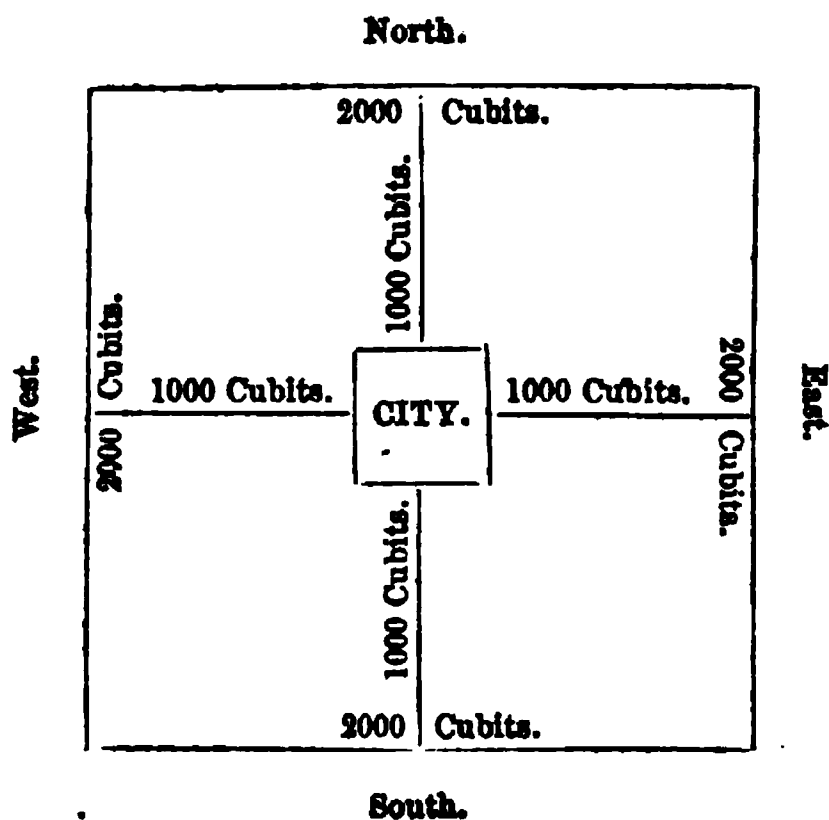 North.
2000 Cubits.
1000 Cubits.
West.
2000 Cubits.
1000 Cubits.
CITY.
1000 Cubits.
2000 Cubits.
East.
1000 Cubits.
2000 Cubits.
South.